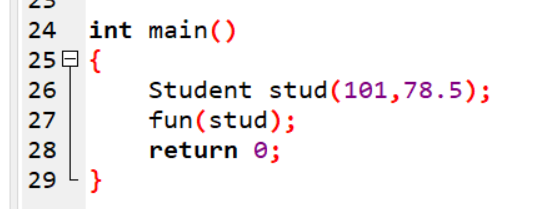 24 int main()
25 {
26 Student stud(101,78.5);
27 fun(stud);
28 return 0;
29 }